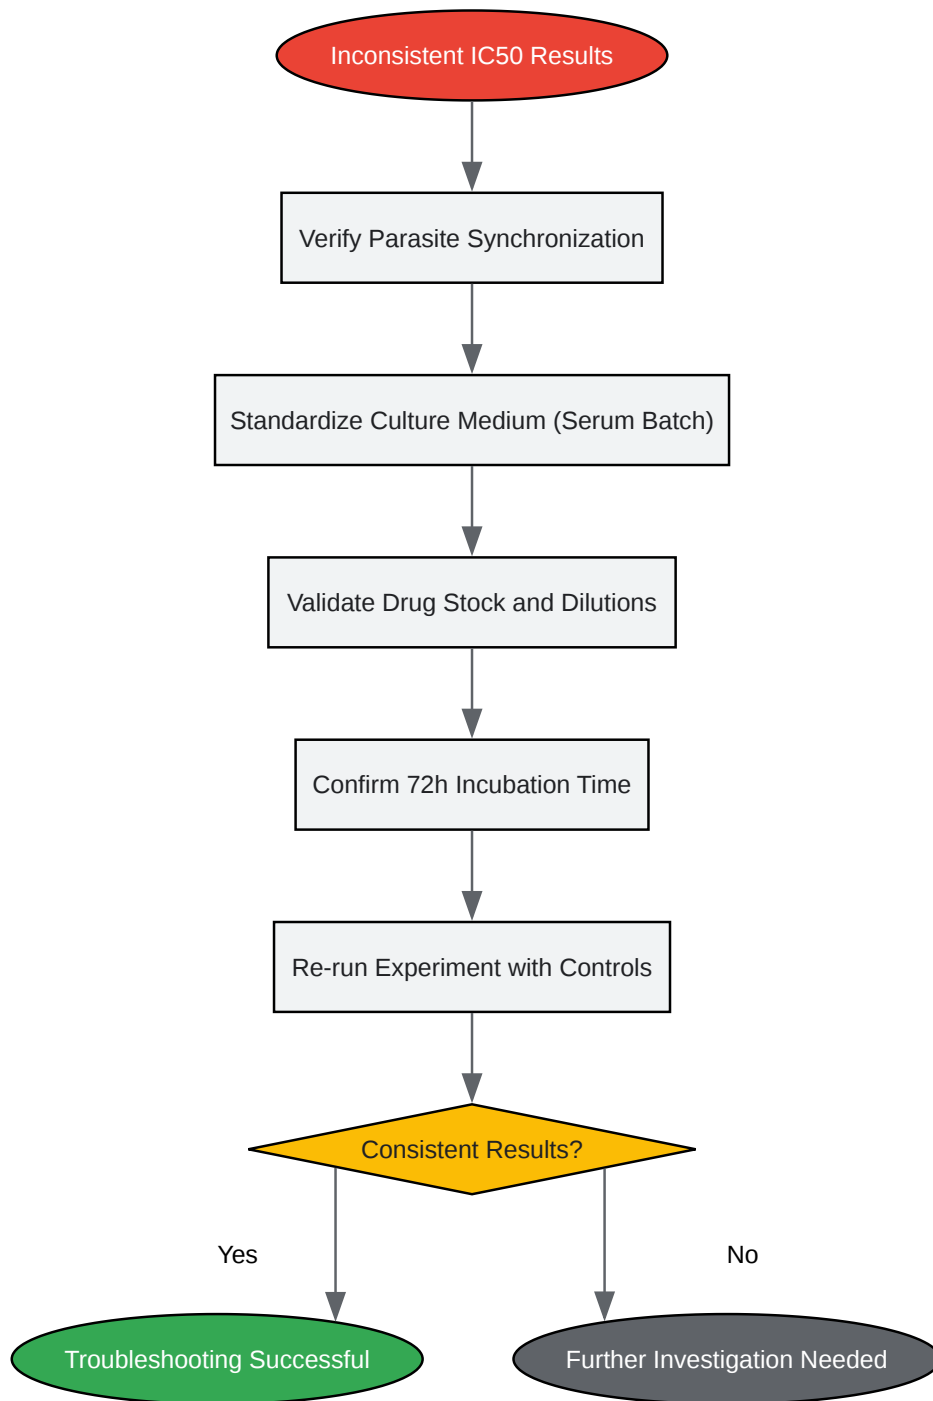 Inconsistent IC50 Results
Verify Parasite Synchronization
Standardize Culture Medium (Serum Batch)
Validate Drug Stock and Dilutions
Confirm 72h Incubation Time
Re-run Experiment with Controls
Consistent Results?
Yes
No
Troubleshooting Successful
Further Investigation Needed